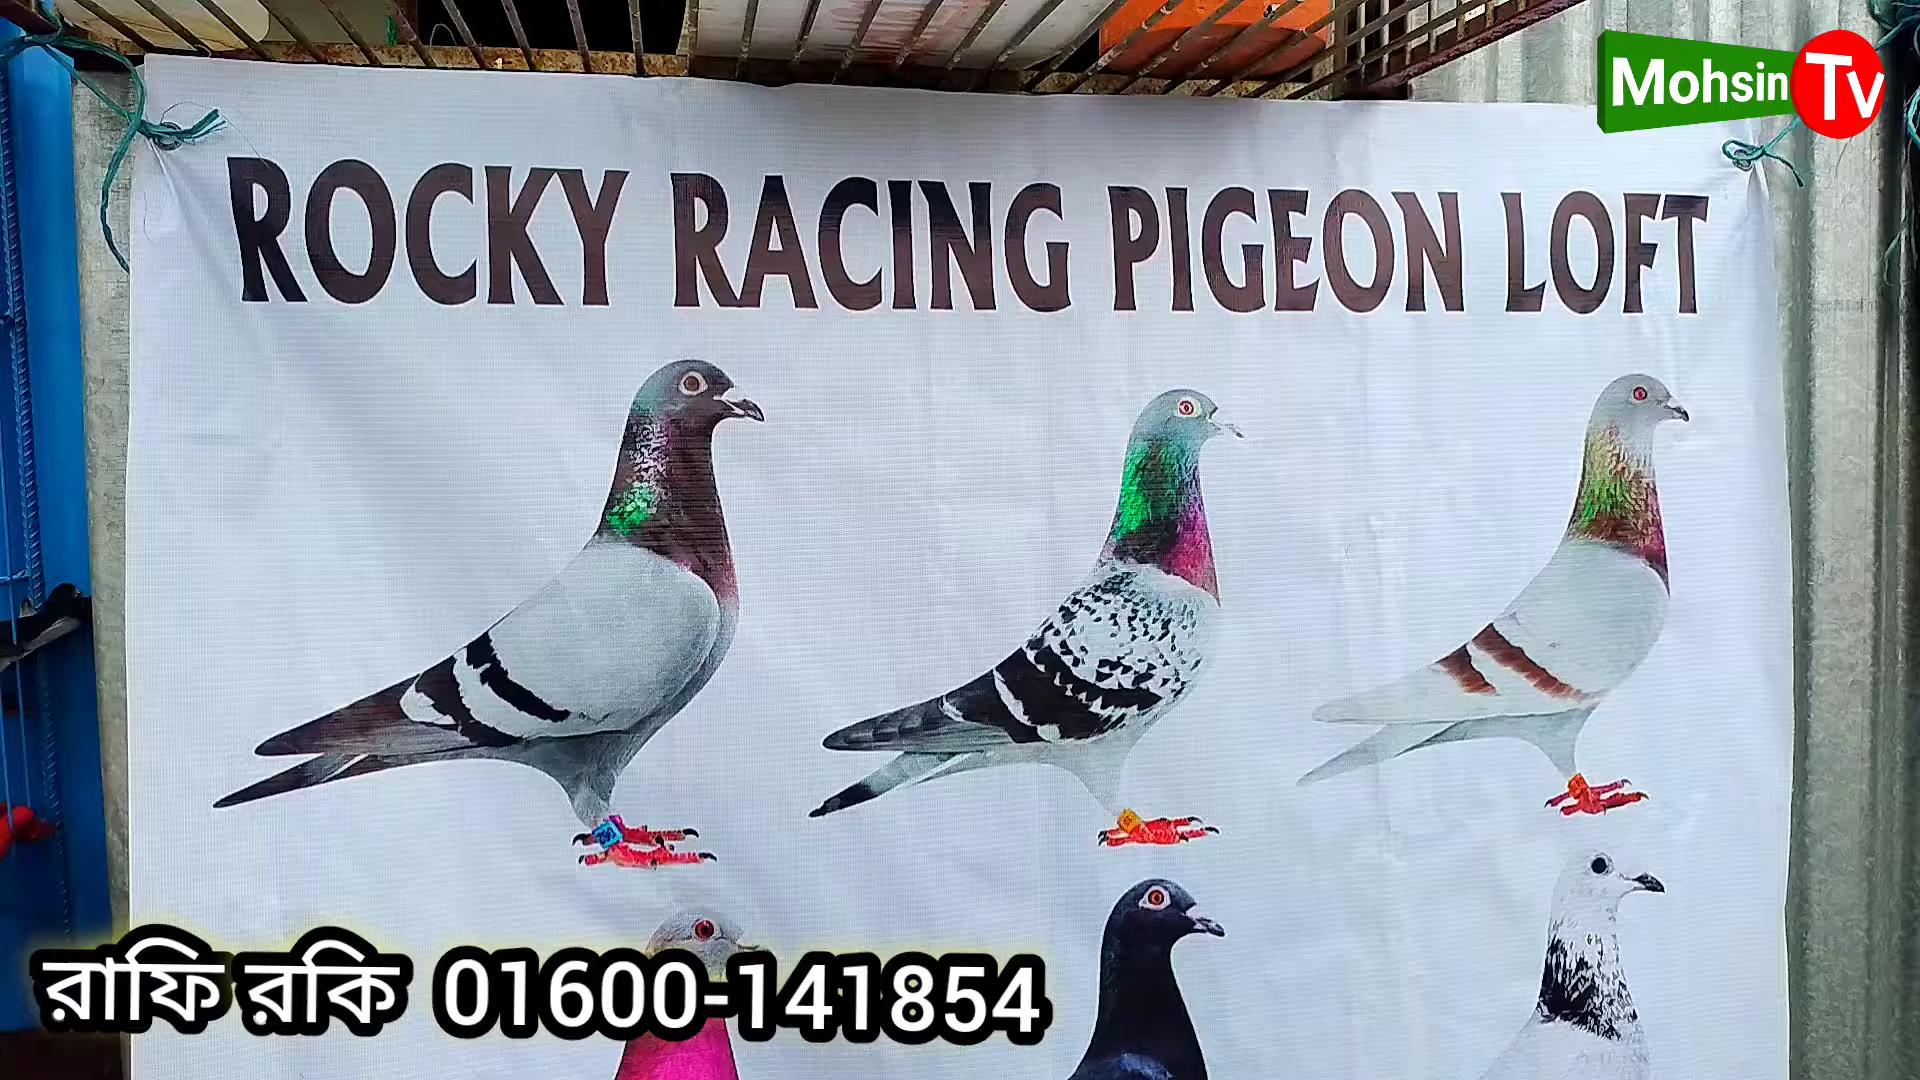 Mohsin Tv
ROCKY RACING PIGEON LOFT
রাফি রকি 01600-141854